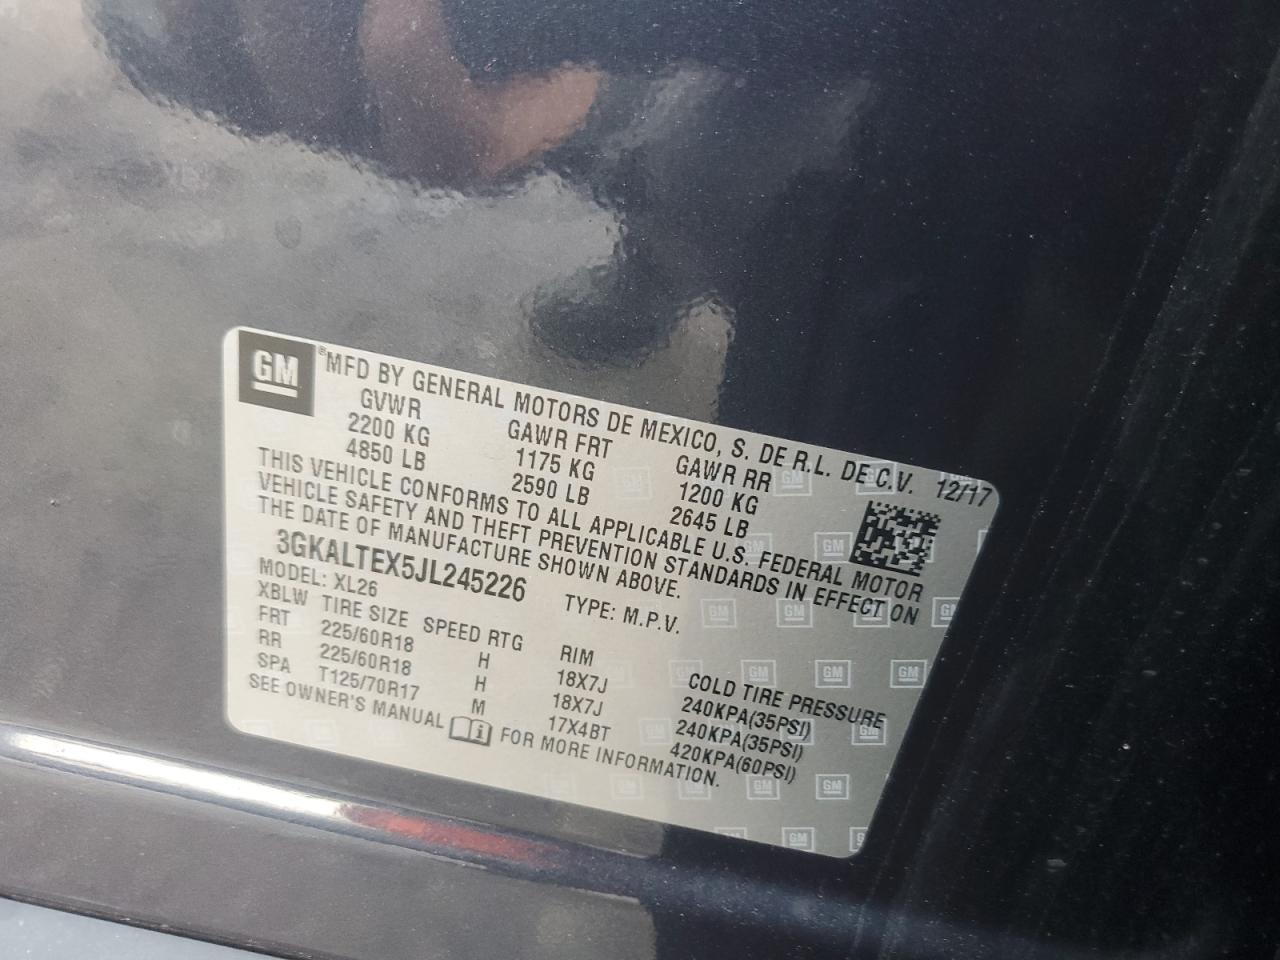 GM ®MFD BY GENERAL MOTORS DE MEXICO, S. DE R.L. DE C.V. 12/17
GVWR GAWR FRT GAWR RR
2200 KG 1175 KG 1200 KG
4850 LB 2590 LB 2645 LB
THIS VEHICLE CONFORMS TO ALL APPLICABLE U.S. FEDERAL MOTOR
VEHICLE SAFETY AND THEFT PREVENTION STANDARDS IN EFFECT ON
THE DATE OF MANUFACTURE SHOWN ABOVE.
3GKALTEX5JL245226 TYPE: M.P.V.
MODEL: XL26
XBLW TIRE SIZE SPEED RTG RIM COLD TIRE PRESSURE
FRT 225/60R18 H 18X7J 240KPA(35PSI)
RR 225/60R18 H 18X7J 240KPA(35PSI)
SPA T125/70R17 M 17X4BT 420KPA(60PSI)
SEE OWNER'S MANUAL FOR MORE INFORMATION.